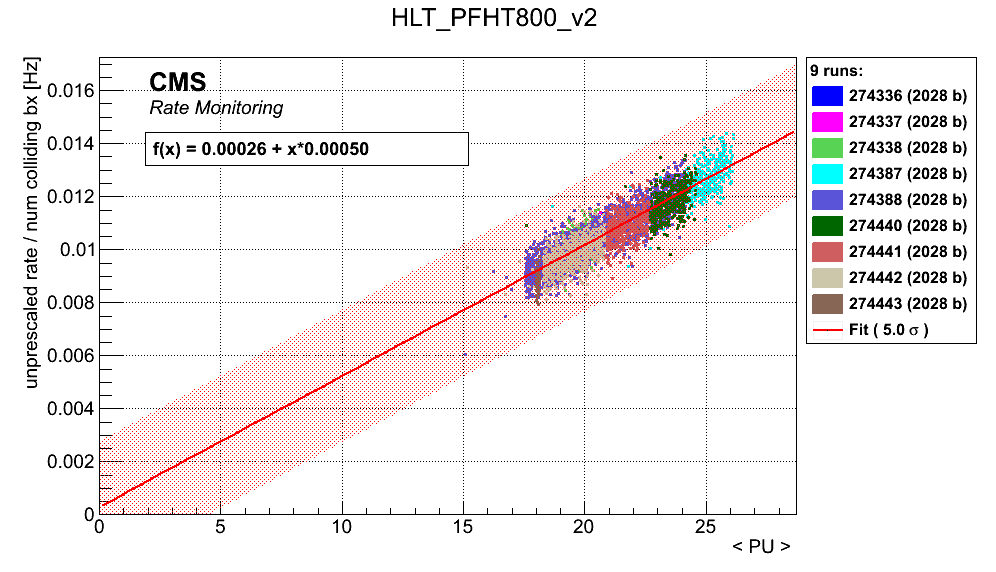 HLT_PFHT800_v2
unprescaled rate / num colliding bx [Hz]
CMS
Rate Monitoring
f(x) = 0.00026 + x*0.00050
0.016
0.014
0.012
0.01
0.008
0.006
0.004
0.002
0
0 5 10 15 20 25
< PU >
9 runs:
274336 (2028 b)
274337 (2028 b)
274338 (2028 b)
274387 (2028 b)
274388 (2028 b)
274440 (2028 b)
274441 (2028 b)
274442 (2028 b)
274443 (2028 b)
Fit ( 5.0 σ )